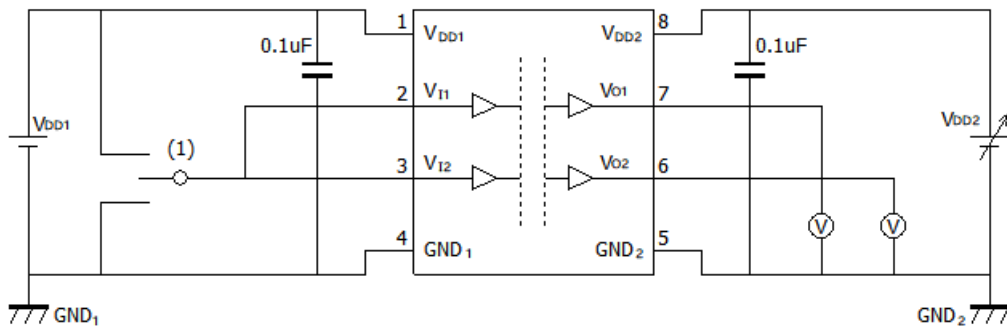 1
8
0.1uF
VDD1
VDD2
0.1uF
2
VI1
VO1
7
VDD1
(1)
VDD2
3
VI2
VO2
6
V
V
4
GND1
GND2
5
GND1
GND2